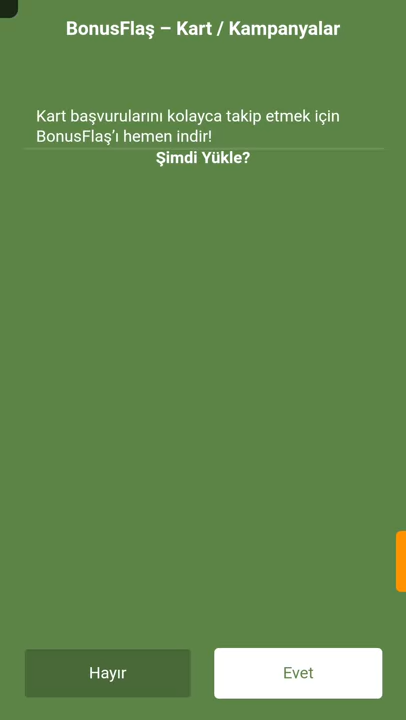 BonusFlaş – Kart / Kampanyalar
Kart başvurularını kolayca takip etmek için
BonusFlaş’ı hemen indir!
Şimdi Yükle?
Hayır
Evet